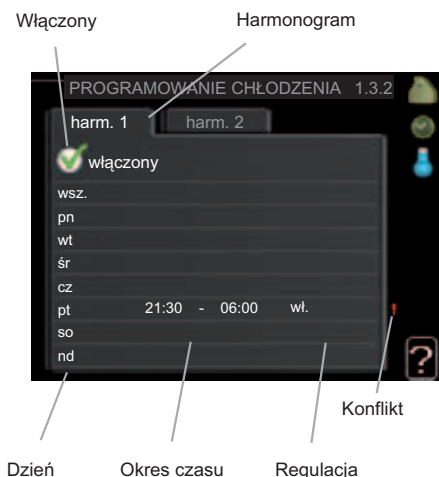 Włączony Harmonogram
PROGRAMOWANIE CHŁODZENIA 1.3.2
harm. 1 harm. 2
włączony
wsz.
pn
wt
śr
cz
pt 21:30 - 06:00 wł. !
so
nd
?
Konflikt
Dzień Okres czasu Regulacja